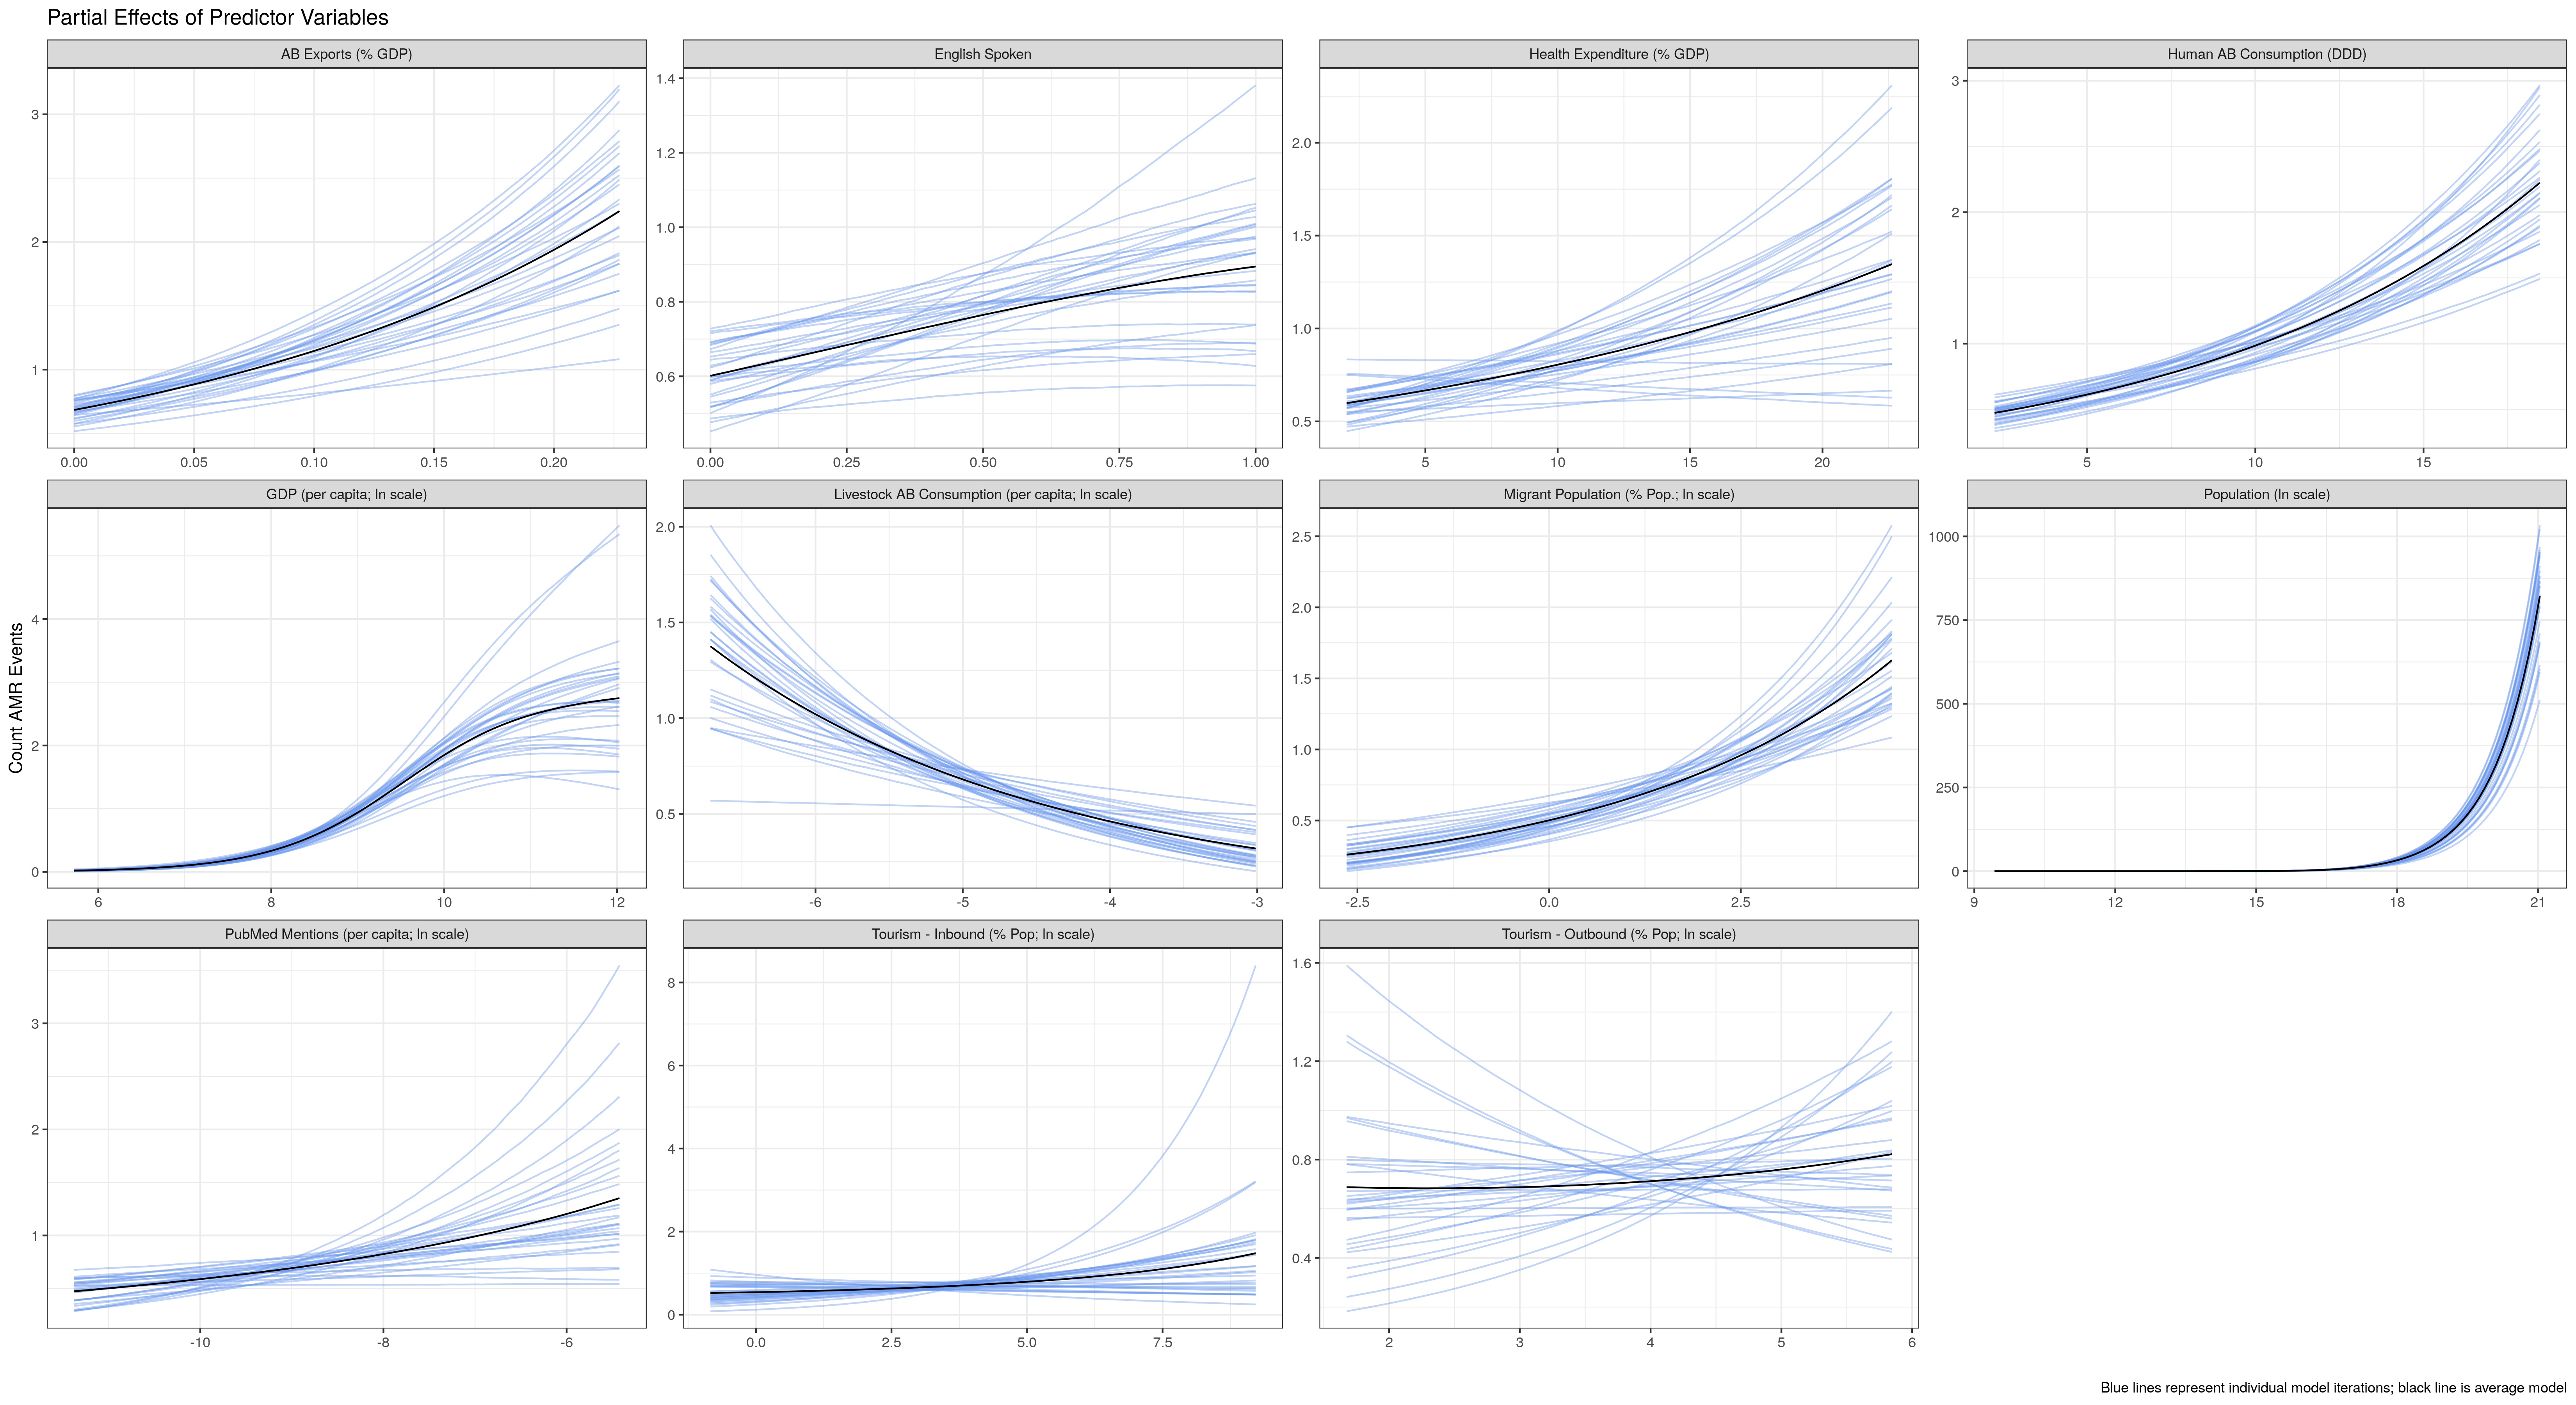 Partial Effects of Predictor Variables
AB Exports (% GDP)
English Spoken
Health Expenditure (% GDP)
Human AB Consumption (DDD)
3
2
1
0.00 0.05 0.10 0.15 0.20
1.4
1.2
1.0
0.8
0.6
0.00 0.25 0.50 0.75 1.00
2.0
1.5
1.0
0.5
5 10 15 20
3
2
1
5 10 15
Count AMR Events
GDP (per capita; ln scale)
Livestock AB Consumption (per capita; ln scale)
Migrant Population (% Pop.; ln scale)
Population (ln scale)
4
2
0
6 8 10 12
2.0
1.5
1.0
0.5
-6 -5 -4 -3
2.5
2.0
1.5
1.0
0.5
-2.5 0.0 2.5
1000
750
500
250
0
9 12 15 18 21
PubMed Mentions (per capita; ln scale)
Tourism - Inbound (% Pop; ln scale)
Tourism - Outbound (% Pop; ln scale)
3
2
1
-10 -8 -6
8
6
4
2
0
0.0 2.5 5.0 7.5
1.6
1.2
0.8
0.4
2 3 4 5 6
Blue lines represent individual model iterations; black line is average model